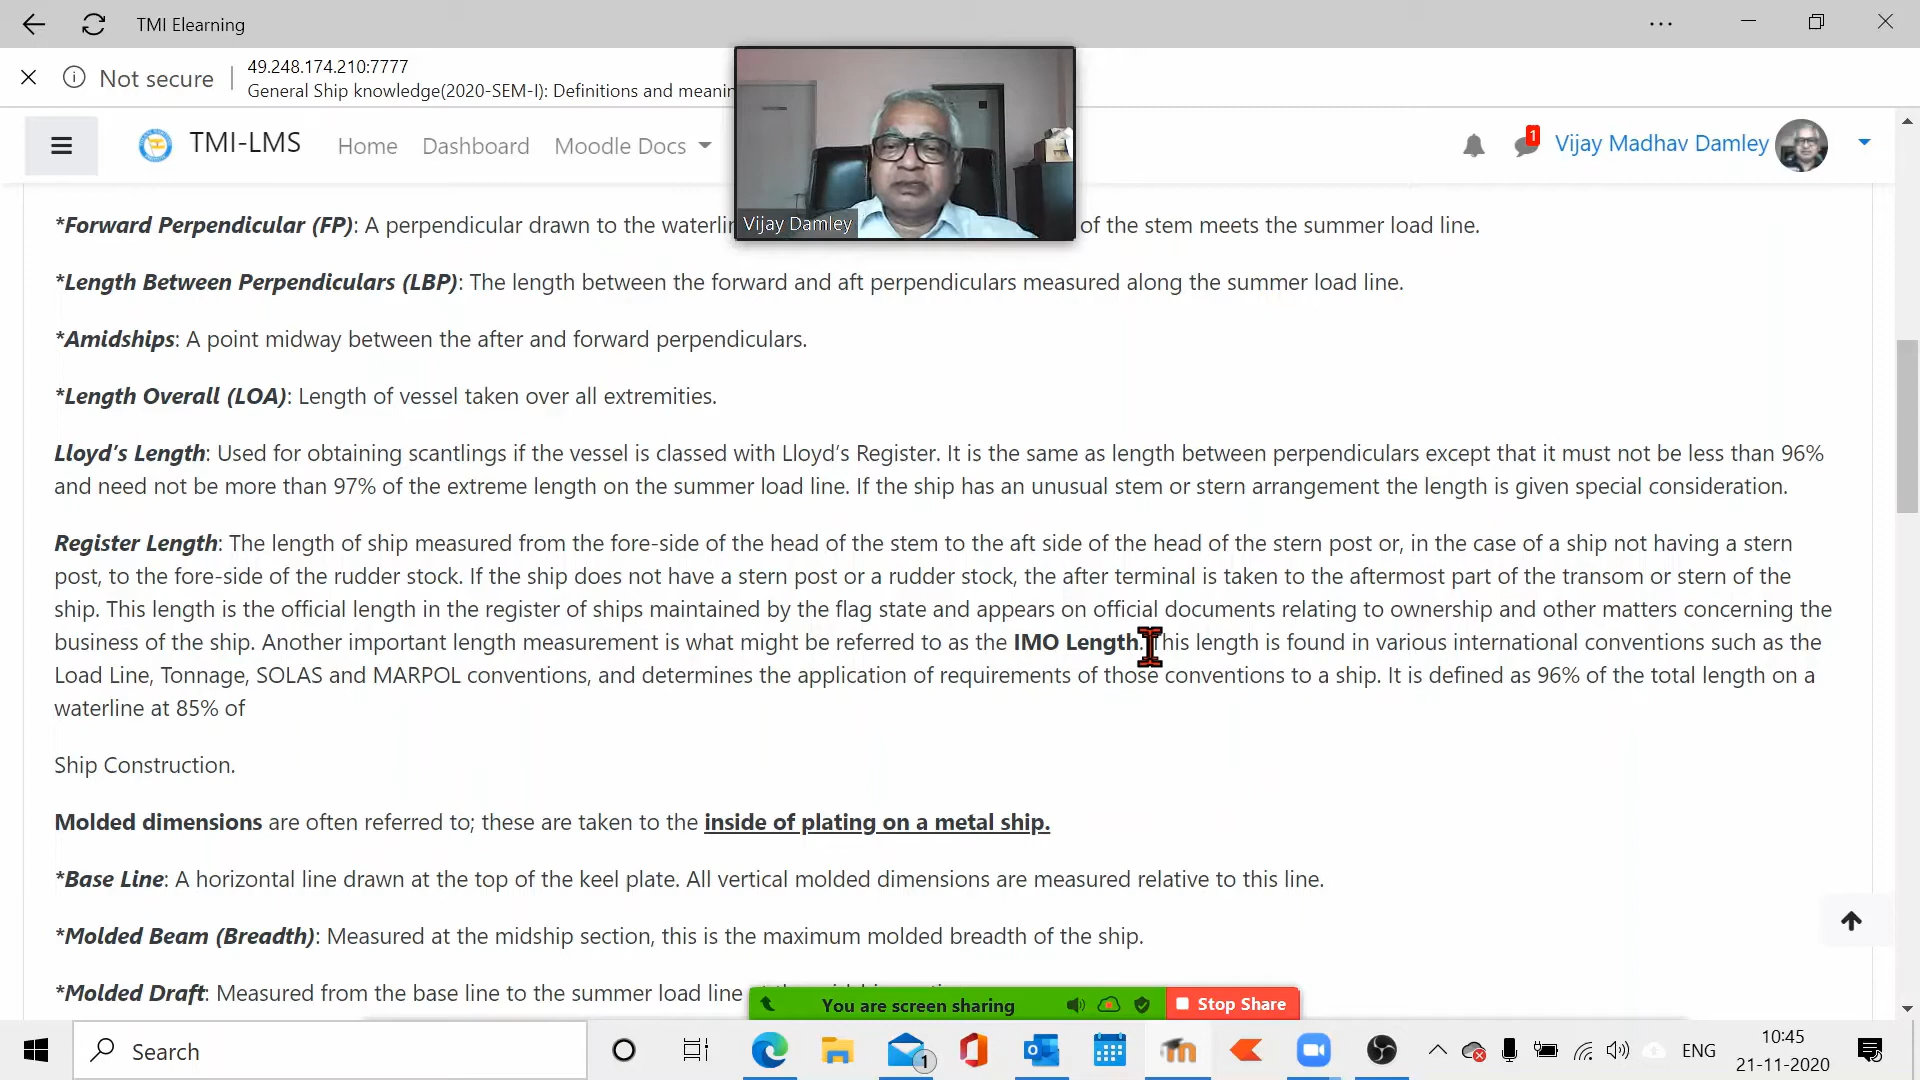 TMI Elearning
Not secure
49.248.174.210:7777
General Ship knowledge(2020-SEM-I): Definitions and meanin
TMI-LMS
Home
Dashboard
Moodle Docs
1
Vijay Madhav Damley
Vijay Damley
*Forward Perpendicular (FP): A perpendicular drawn to the waterlin of the stem meets the summer load line.
*Length Between Perpendiculars (LBP): The length between the forward and aft perpendiculars measured along the summer load line.
*Amidships: A point midway between the after and forward perpendiculars.
*Length Overall (LOA): Length of vessel taken over all extremities.
Lloyd’s Length: Used for obtaining scantlings if the vessel is classed with Lloyd’s Register. It is the same as length between perpendiculars except that it must not be less than 96%
and need not be more than 97% of the extreme length on the summer load line. If the ship has an unusual stem or stern arrangement the length is given special consideration.
Register Length: The length of ship measured from the fore-side of the head of the stem to the aft side of the head of the stern post or, in the case of a ship not having a stern
post, to the fore-side of the rudder stock. If the ship does not have a stern post or a rudder stock, the after terminal is taken to the aftermost part of the transom or stern of the
ship. This length is the official length in the register of ships maintained by the flag state and appears on official documents relating to ownership and other matters concerning the
business of the ship. Another important length measurement is what might be referred to as the IMO Length. This length is found in various international conventions such as the
Load Line, Tonnage, SOLAS and MARPOL conventions, and determines the application of requirements of those conventions to a ship. It is defined as 96% of the total length on a
waterline at 85% of
Ship Construction.
Molded dimensions are often referred to; these are taken to the inside of plating on a metal ship.
*Base Line: A horizontal line drawn at the top of the keel plate. All vertical molded dimensions are measured relative to this line.
*Molded Beam (Breadth): Measured at the midship section, this is the maximum molded breadth of the ship.
*Molded Draft: Measured from the base line to the summer load line
You are screen sharing
Stop Share
Search
1
ENG
10:45
21-11-2020